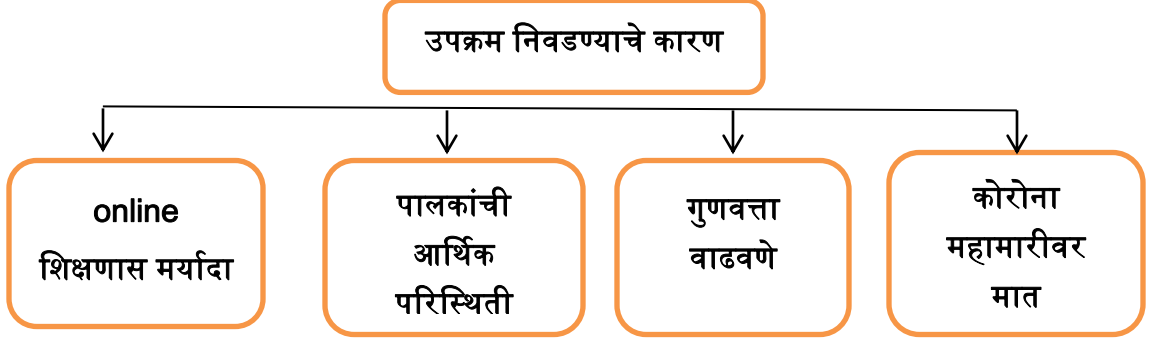 उपक्रम निवडण्याचे कारण
online
शिक्षणास मर्यादा
पालकांची
आर्थिक
परिस्थिती
गुणवत्ता
वाढवणे
कोरोना
महामारीवर
मात